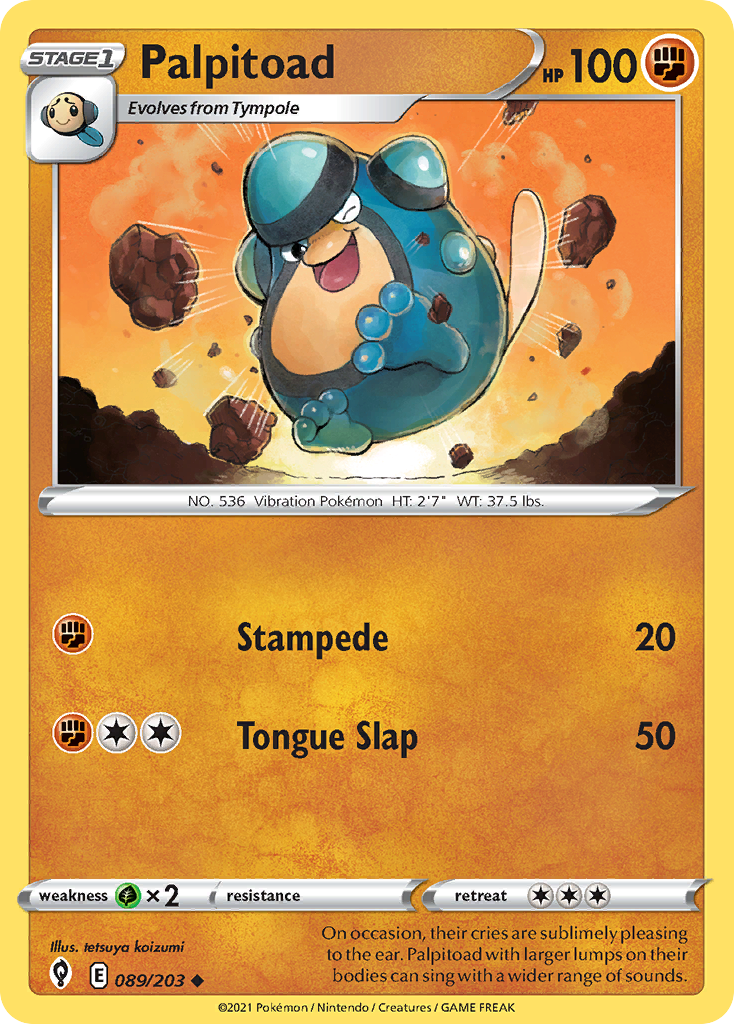 STAGE1 Palpitoad HP 100
Evolves from Tympole
NO. 536 Vibration Pokémon HT: 2'7" WT: 37.5 lbs.
Stampede 20
Tongue Slap 50
weakness ×2 resistance retreat
Illus. tetsuya koizumi
On occasion, their cries are sublimely pleasing
to the ear. Palpitoad with larger lumps on their
bodies can sing with a wider range of sounds.
E 089/203
©2021 Pokémon / Nintendo / Creatures / GAME FREAK